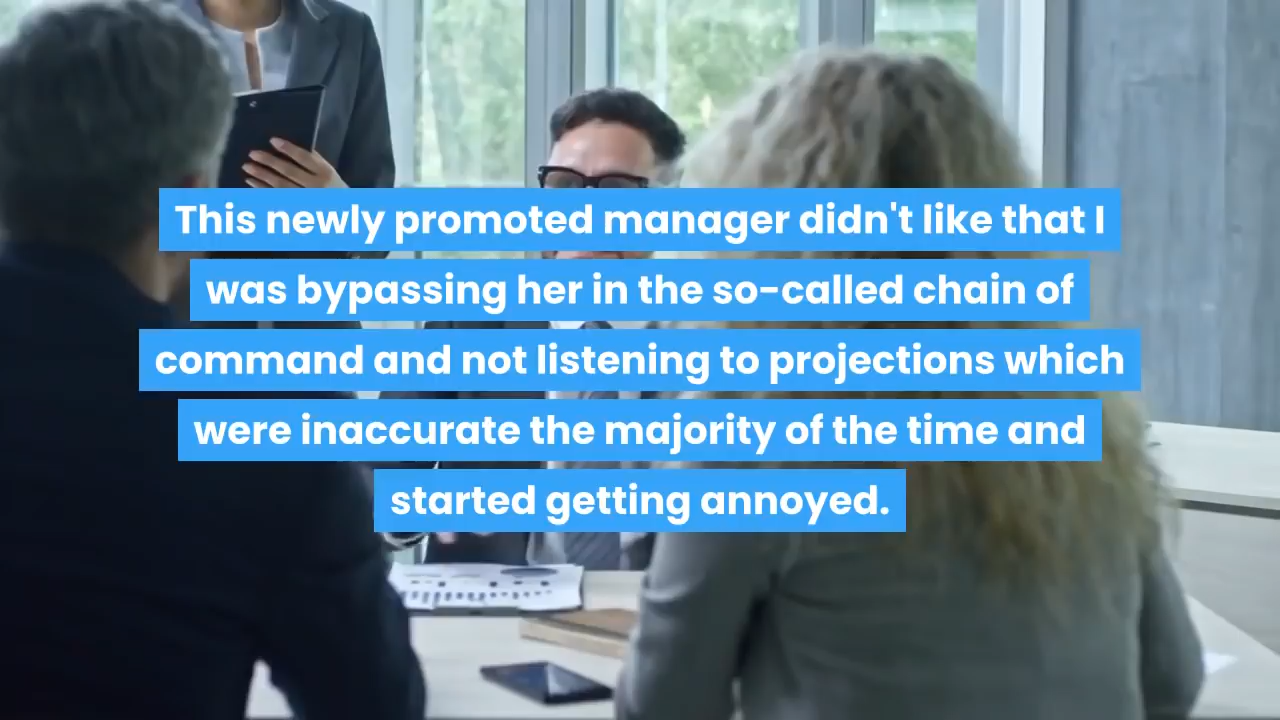 This newly promoted manager didn't like that I
was bypassing her in the so-called chain of
command and not listening to projections which
were inaccurate the majority of the time and
started getting annoyed.